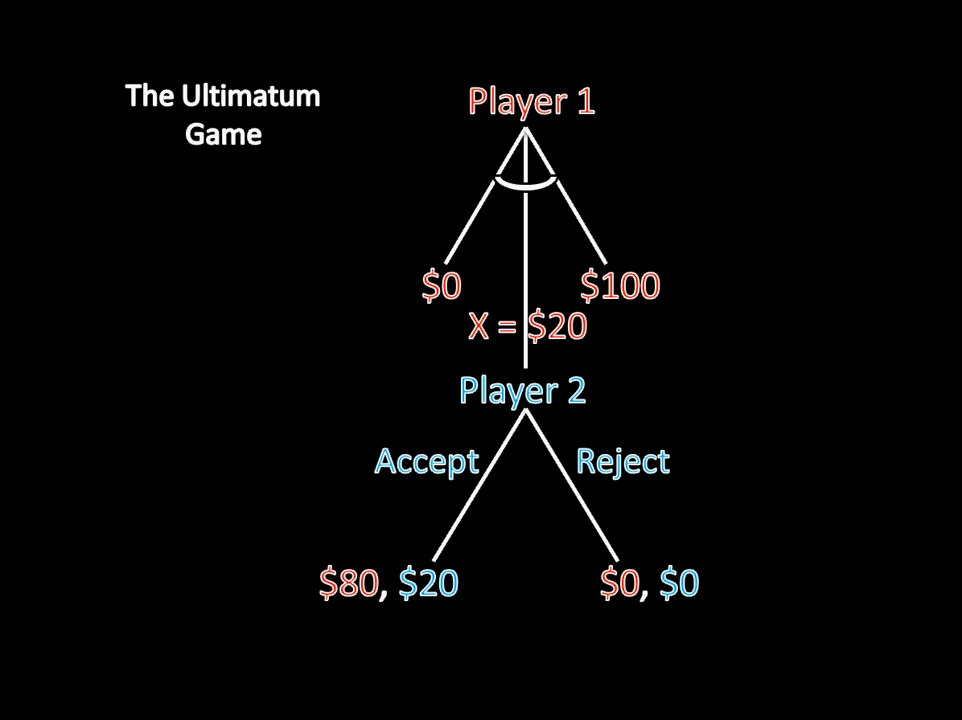 The Ultimatum
Game
Player 1
$0
$100
X = $20
Player 2
Accept
Reject
$80, $20
$0, $0